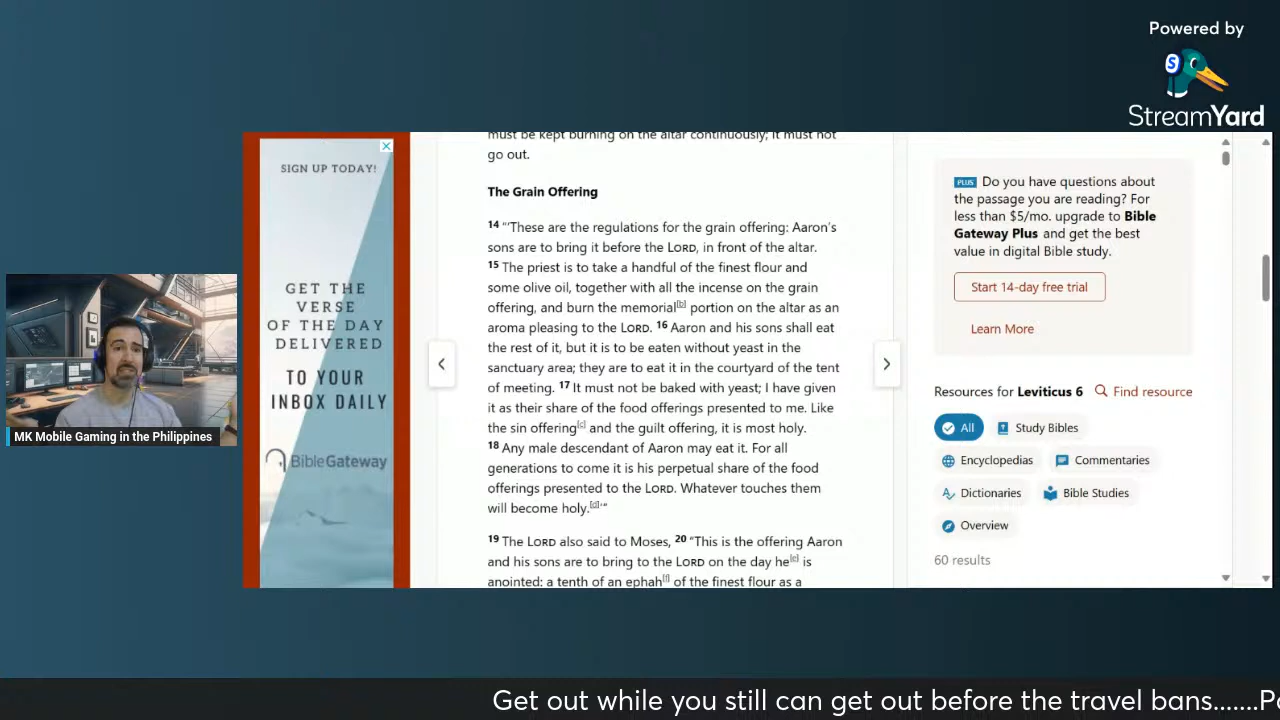 Powered by
StreamYard
SIGN UP TODAY!
GET THE
VERSE
OF THE DAY
DELIVERED
TO YOUR
INBOX DAILY
BibleGateway
MK Mobile Gaming in the Philippines
must be kept burning on the altar continuously; it must not
go out.
The Grain Offering
14 “‘These are the regulations for the grain offering: Aaron’s
sons are to bring it before the LORD, in front of the altar.
15 The priest is to take a handful of the finest flour and
some olive oil, together with all the incense on the grain
offering, and burn the memorial[b] portion on the altar as an
aroma pleasing to the LORD. 16 Aaron and his sons shall eat
the rest of it, but it is to be eaten without yeast in the
sanctuary area; they are to eat it in the courtyard of the tent
of meeting. 17 It must not be baked with yeast; I have given
it as their share of the food offerings presented to me. Like
the sin offering[c] and the guilt offering, it is most holy.
18 Any male descendant of Aaron may eat it. For all
generations to come it is his perpetual share of the food
offerings presented to the LORD. Whatever touches them
will become holy.[d]’”
19 The LORD also said to Moses, 20 “This is the offering Aaron
and his sons are to bring to the LORD on the day he[e] is
anointed: a tenth of an ephah[f] of the finest flour as a
PLUS Do you have questions about
the passage you are reading? For
less than $5/mo. upgrade to Bible
Gateway Plus and get the best
value in digital Bible study.
Start 14-day free trial
Learn More
Resources for Leviticus 6 Find resource
All Study Bibles
Encyclopedias Commentaries
Dictionaries Bible Studies
Overview
60 results
Get out while you still can get out before the travel bans.......Po